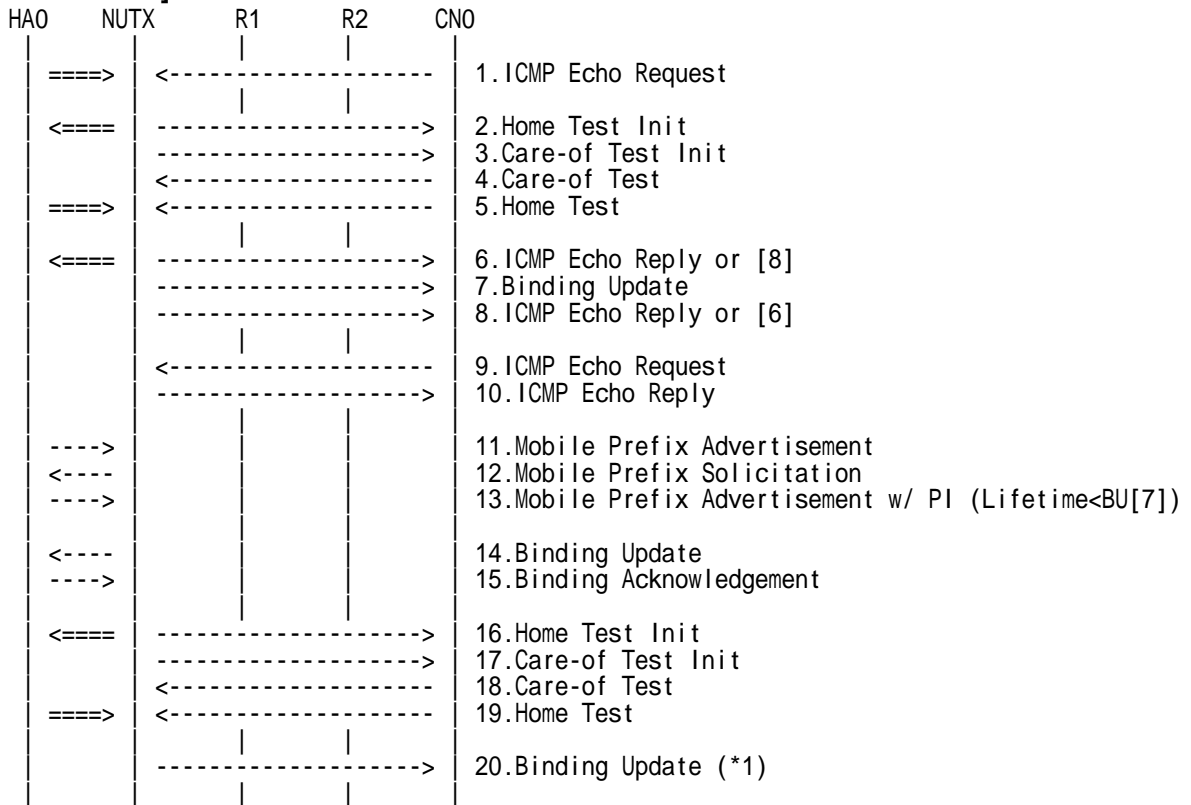 HA0 NUTX R1 R2 CN0
====> <--------------------- 1.ICMP Echo Request
<==== ---------------------> 2.Home Test Init
---------------------> 3.Care-of Test Init
<--------------------- 4.Care-of Test
====> <--------------------- 5.Home Test
<==== ---------------------> 6.ICMP Echo Reply or [8]
---------------------> 7.Binding Update
---------------------> 8.ICMP Echo Reply or [6]
<--------------------- 9.ICMP Echo Request
---------------------> 10.ICMP Echo Reply
----> 11.Mobile Prefix Advertisement
<---- 12.Mobile Prefix Solicitation
----> 13.Mobile Prefix Advertisement w/ PI (Lifetime<BU[7])
<---- 14.Binding Update
----> 15.Binding Acknowledgement
<==== ---------------------> 16.Home Test Init
---------------------> 17.Care-of Test Init
<--------------------- 18.Care-of Test
====> <--------------------- 19.Home Test
---------------------> 20.Binding Update (*1)